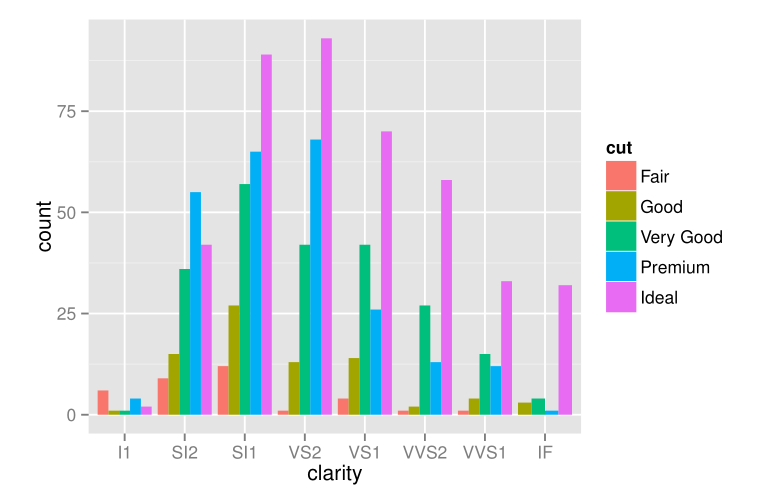 75
50
25
0
count
I1 SI2 SI1 VS2 VS1 VVS2 VVS1 IF
clarity
cut
Fair
Good
Very Good
Premium
Ideal